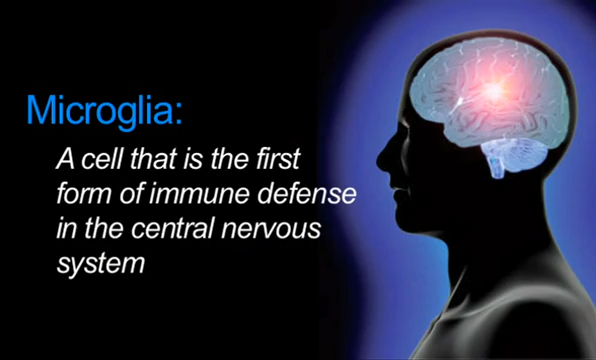 Microglia:
A cell that is the first
form of immune defense
in the central nervous
system